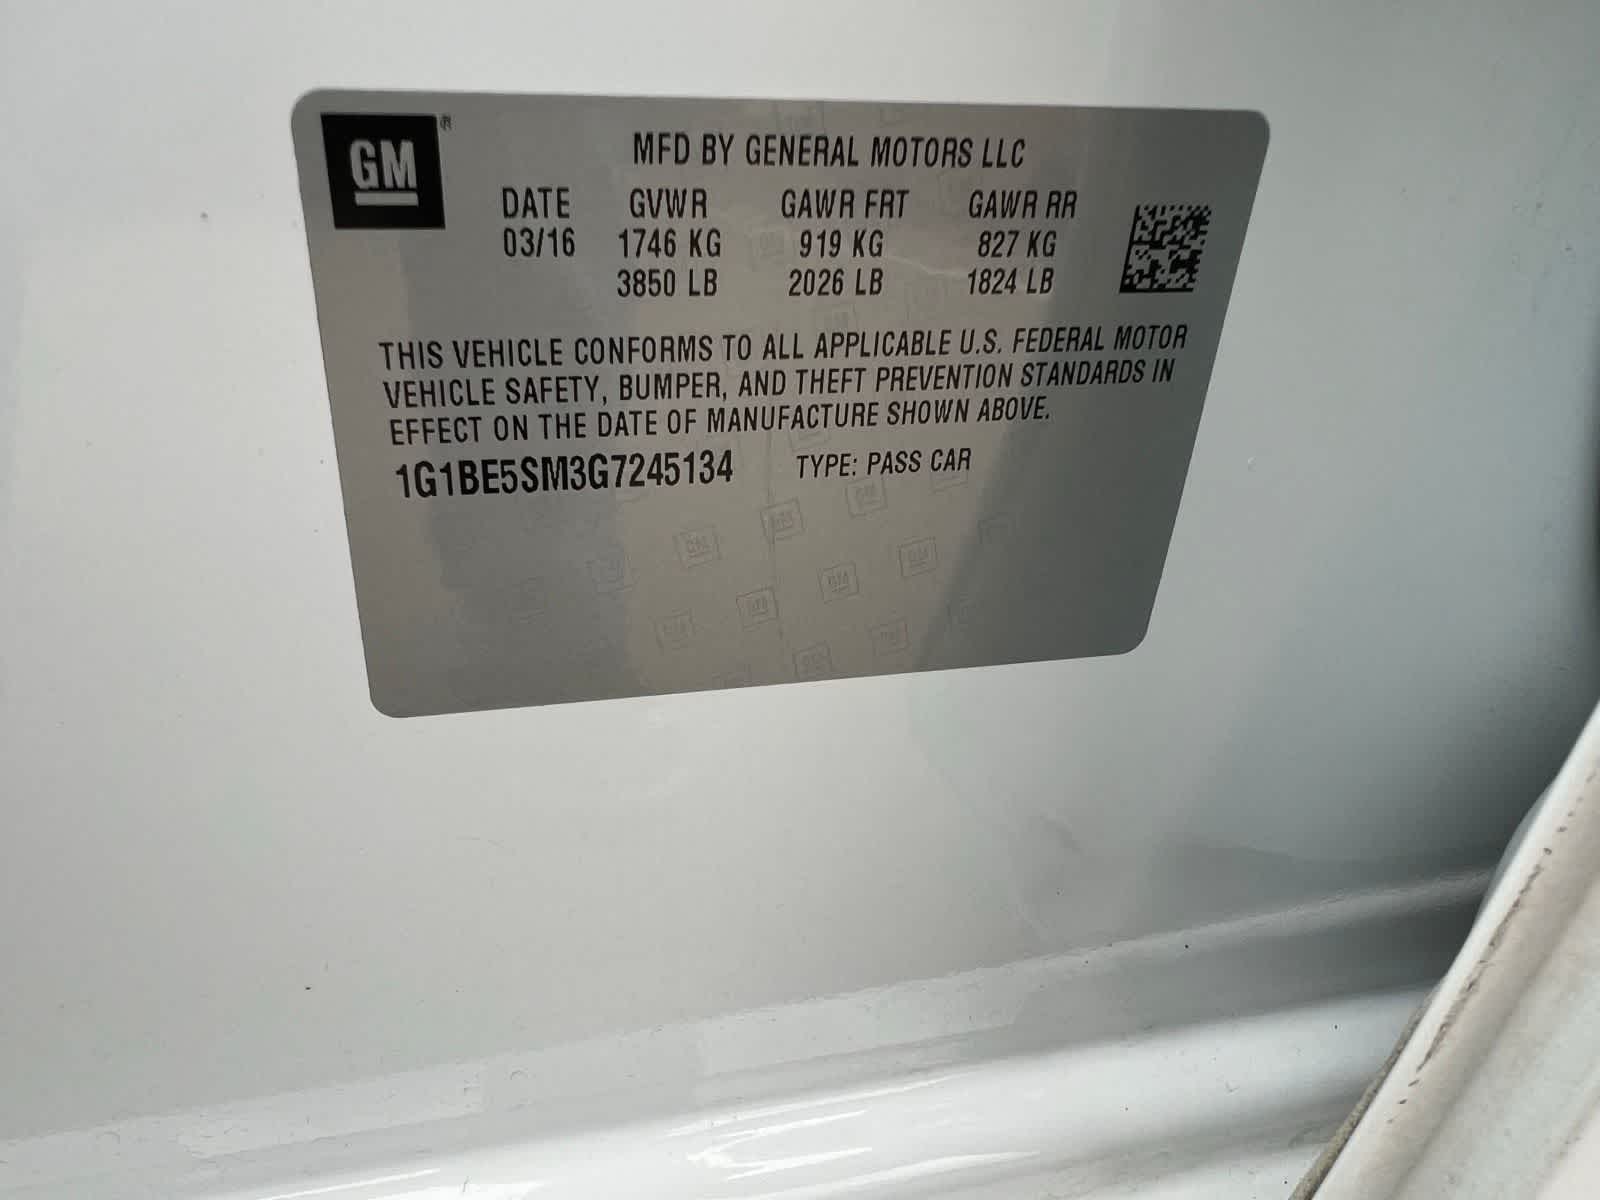 GM ®
MFD BY GENERAL MOTORS LLC
DATE GVWR GAWR FRT GAWR RR
03/16 1746 KG 919 KG 827 KG
3850 LB 2026 LB 1824 LB
THIS VEHICLE CONFORMS TO ALL APPLICABLE U.S. FEDERAL MOTOR
VEHICLE SAFETY, BUMPER, AND THEFT PREVENTION STANDARDS IN
EFFECT ON THE DATE OF MANUFACTURE SHOWN ABOVE.
1G1BE5SM3G7245134 TYPE: PASS CAR